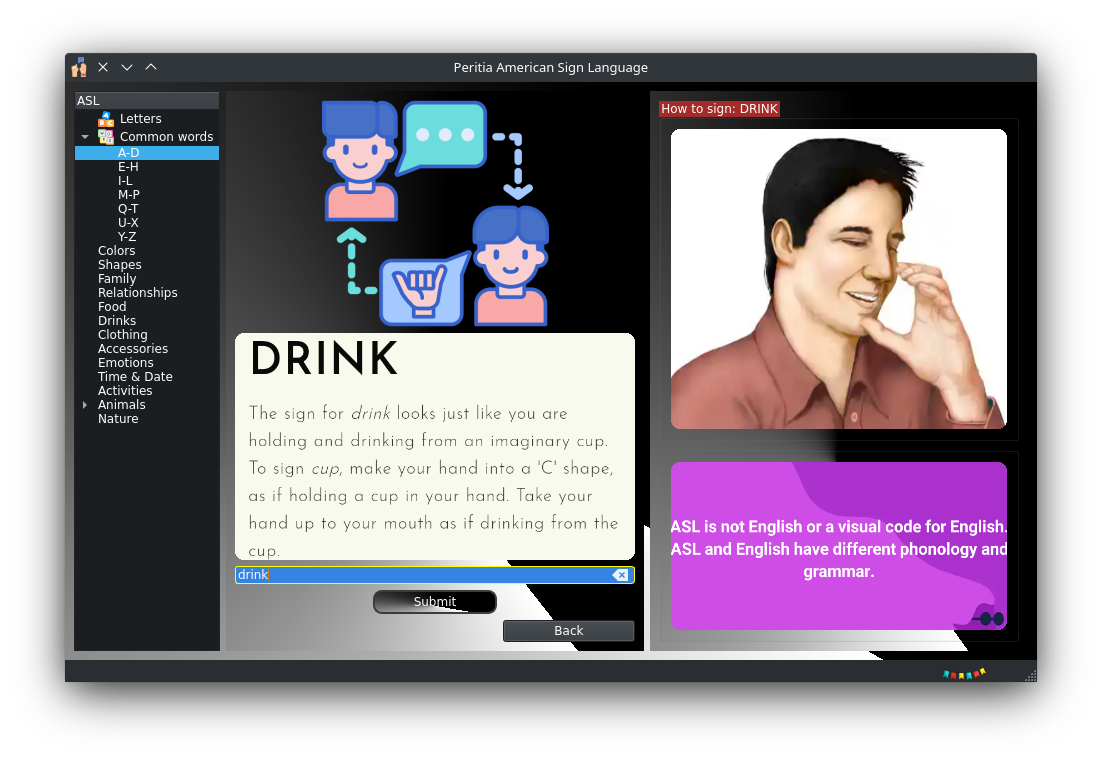 Peritia American Sign Language
ASL
Letters
Common words
A-D
E-H
I-L
M-P
Q-T
U-X
Y-Z
Colors
Shapes
Family
Relationships
Food
Drinks
Clothing
Accessories
Emotions
Time & Date
Activities
Animals
Nature
DRINK
The sign for drink looks just like you are
holding and drinking from an imaginary cup.
To sign cup, make your hand into a 'C' shape,
as if holding a cup in your hand. Take your
hand up to your mouth as if drinking from the
cup.
drink
Submit
Back
How to sign: DRINK
ASL is not English or a visual code for English.
ASL and English have different phonology and
grammar.